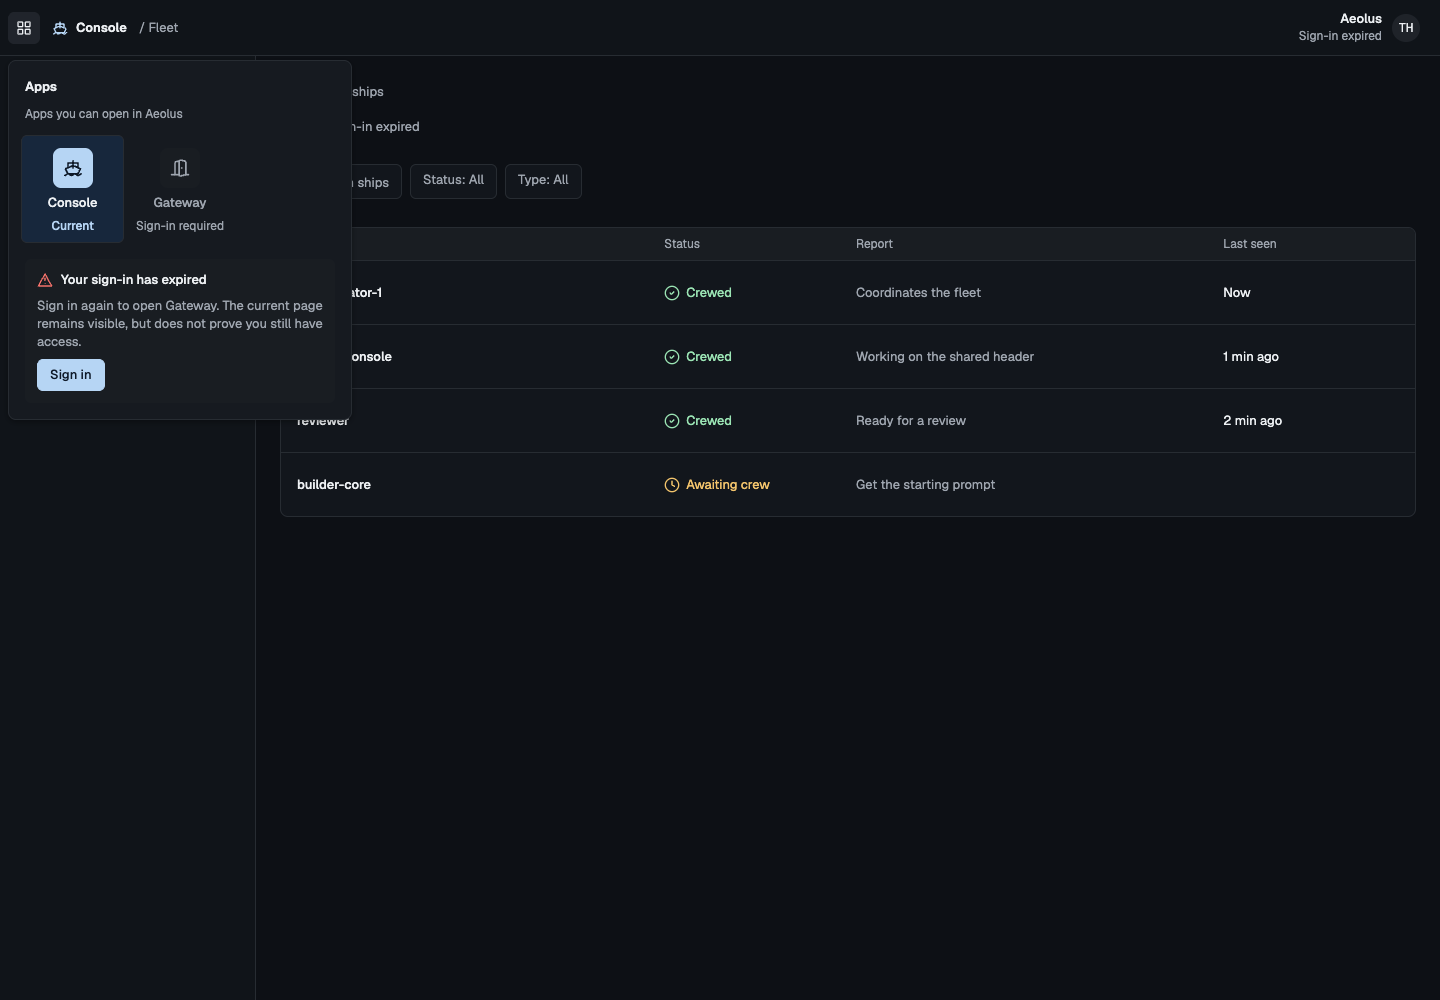 Console / Fleet
Aeolus
Sign-in expired
TH
Apps
Apps you can open in Aeolus
Console
Current
Gateway
Sign-in required
Your sign-in has expired
Sign in again to open Gateway. The current page
remains visible, but does not prove you still have
access.
Sign in
ships
expired
ships
Status: All
Type: All
Status
Report
Last seen
Crewed
Coordinates the fleet
Now
Crewed
Working on the shared header
1 min ago
reviewer
Crewed
Ready for a review
2 min ago
builder-core
Awaiting crew
Get the starting prompt